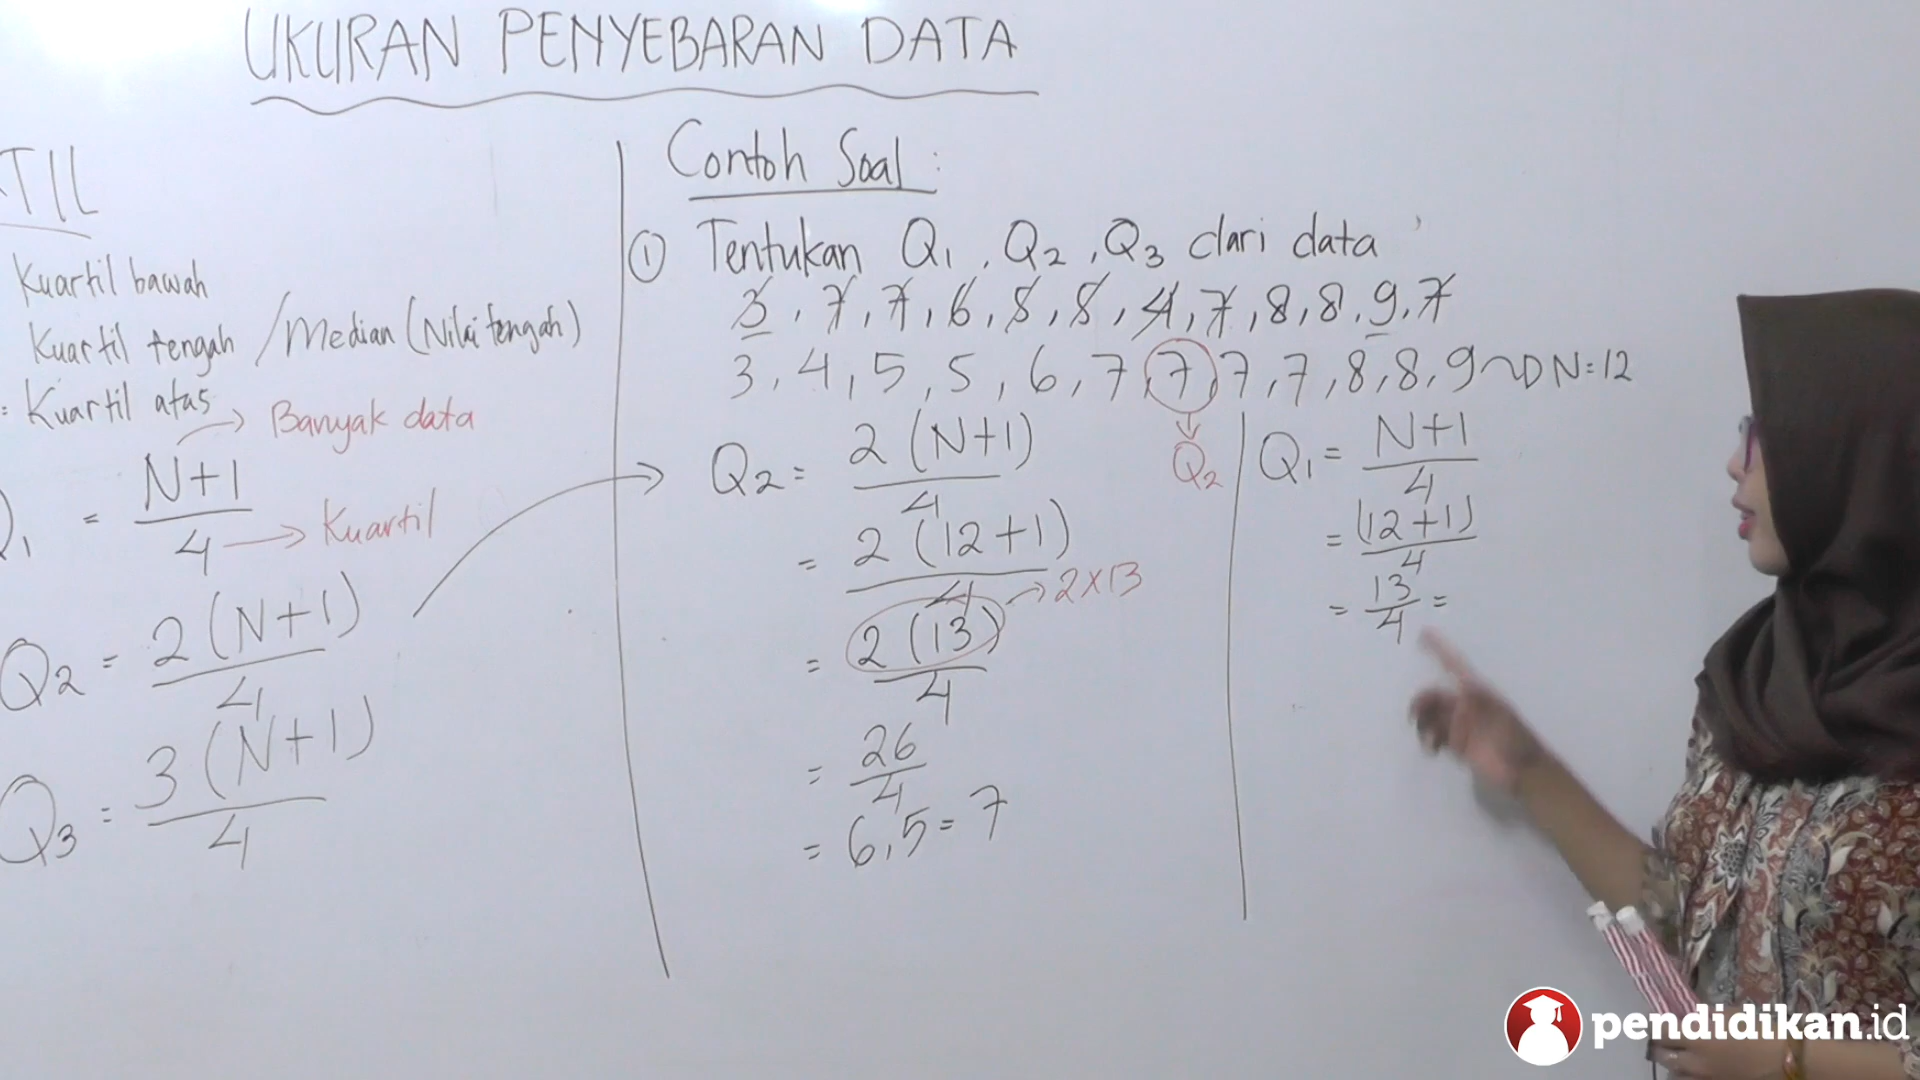 UKURAN PENYEBARAN DATA
TIL
Kuartil bawah
Kuartil tengah / Median (Nilai tengah)
= Kuartil atas
Banyak data
Q1 = N+1
4 → Kuartil
Q2 = 2 (N+1)
4
Q3 = 3 (N+1)
4
Contoh Soal :
① Tentukan Q1, Q2, Q3 dari data
3, 7, 7, 6, 5, 5, 4, 7, 8, 8, 9, 7
3, 4, 5, 5, 6, 7, 7, 7, 7, 8, 8, 9 ~D N=12
Q2
Q2 = 2 (N+1)
4
= 2 (12+1)
4
→ 2x13
= 2 (13)
4
= 26
4
= 6,5 = 7
Q1 = N+1
4
= (12+1)
4
= 13 =
4
pendidikan.id